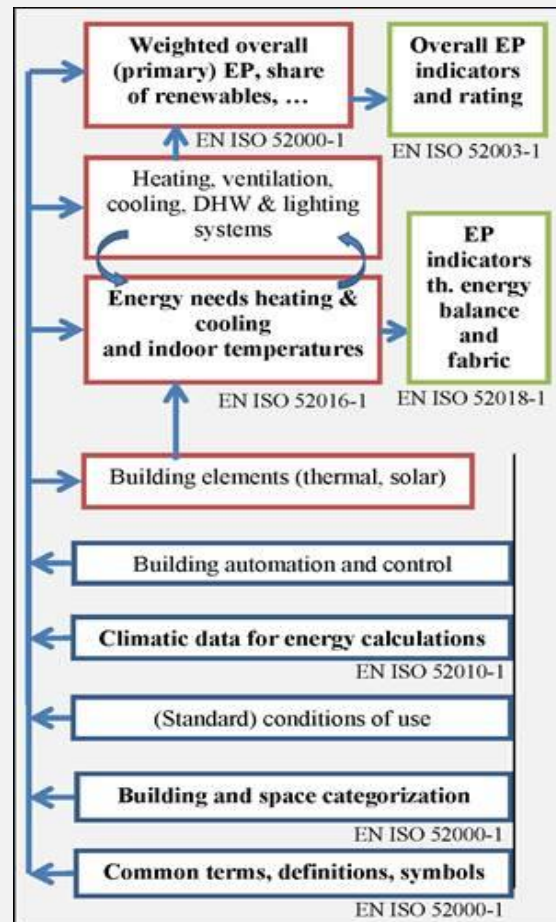 Weighted overall
(primary) EP, share
of renewables, …
EN ISO 52000-1
Overall EP
indicators
and rating
EN ISO 52003-1
Heating, ventilation,
cooling, DHW & lighting
systems
Energy needs heating &
cooling
and indoor temperatures
EN ISO 52016-1
EP
indicators
th. energy
balance
and
fabric
EN ISO 52018-1
Building elements (thermal, solar)
Building automation and control
Climatic data for energy calculations
EN ISO 52010-1
(Standard) conditions of use
Building and space categorization
EN ISO 52000-1
Common terms, definitions, symbols
EN ISO 52000-1